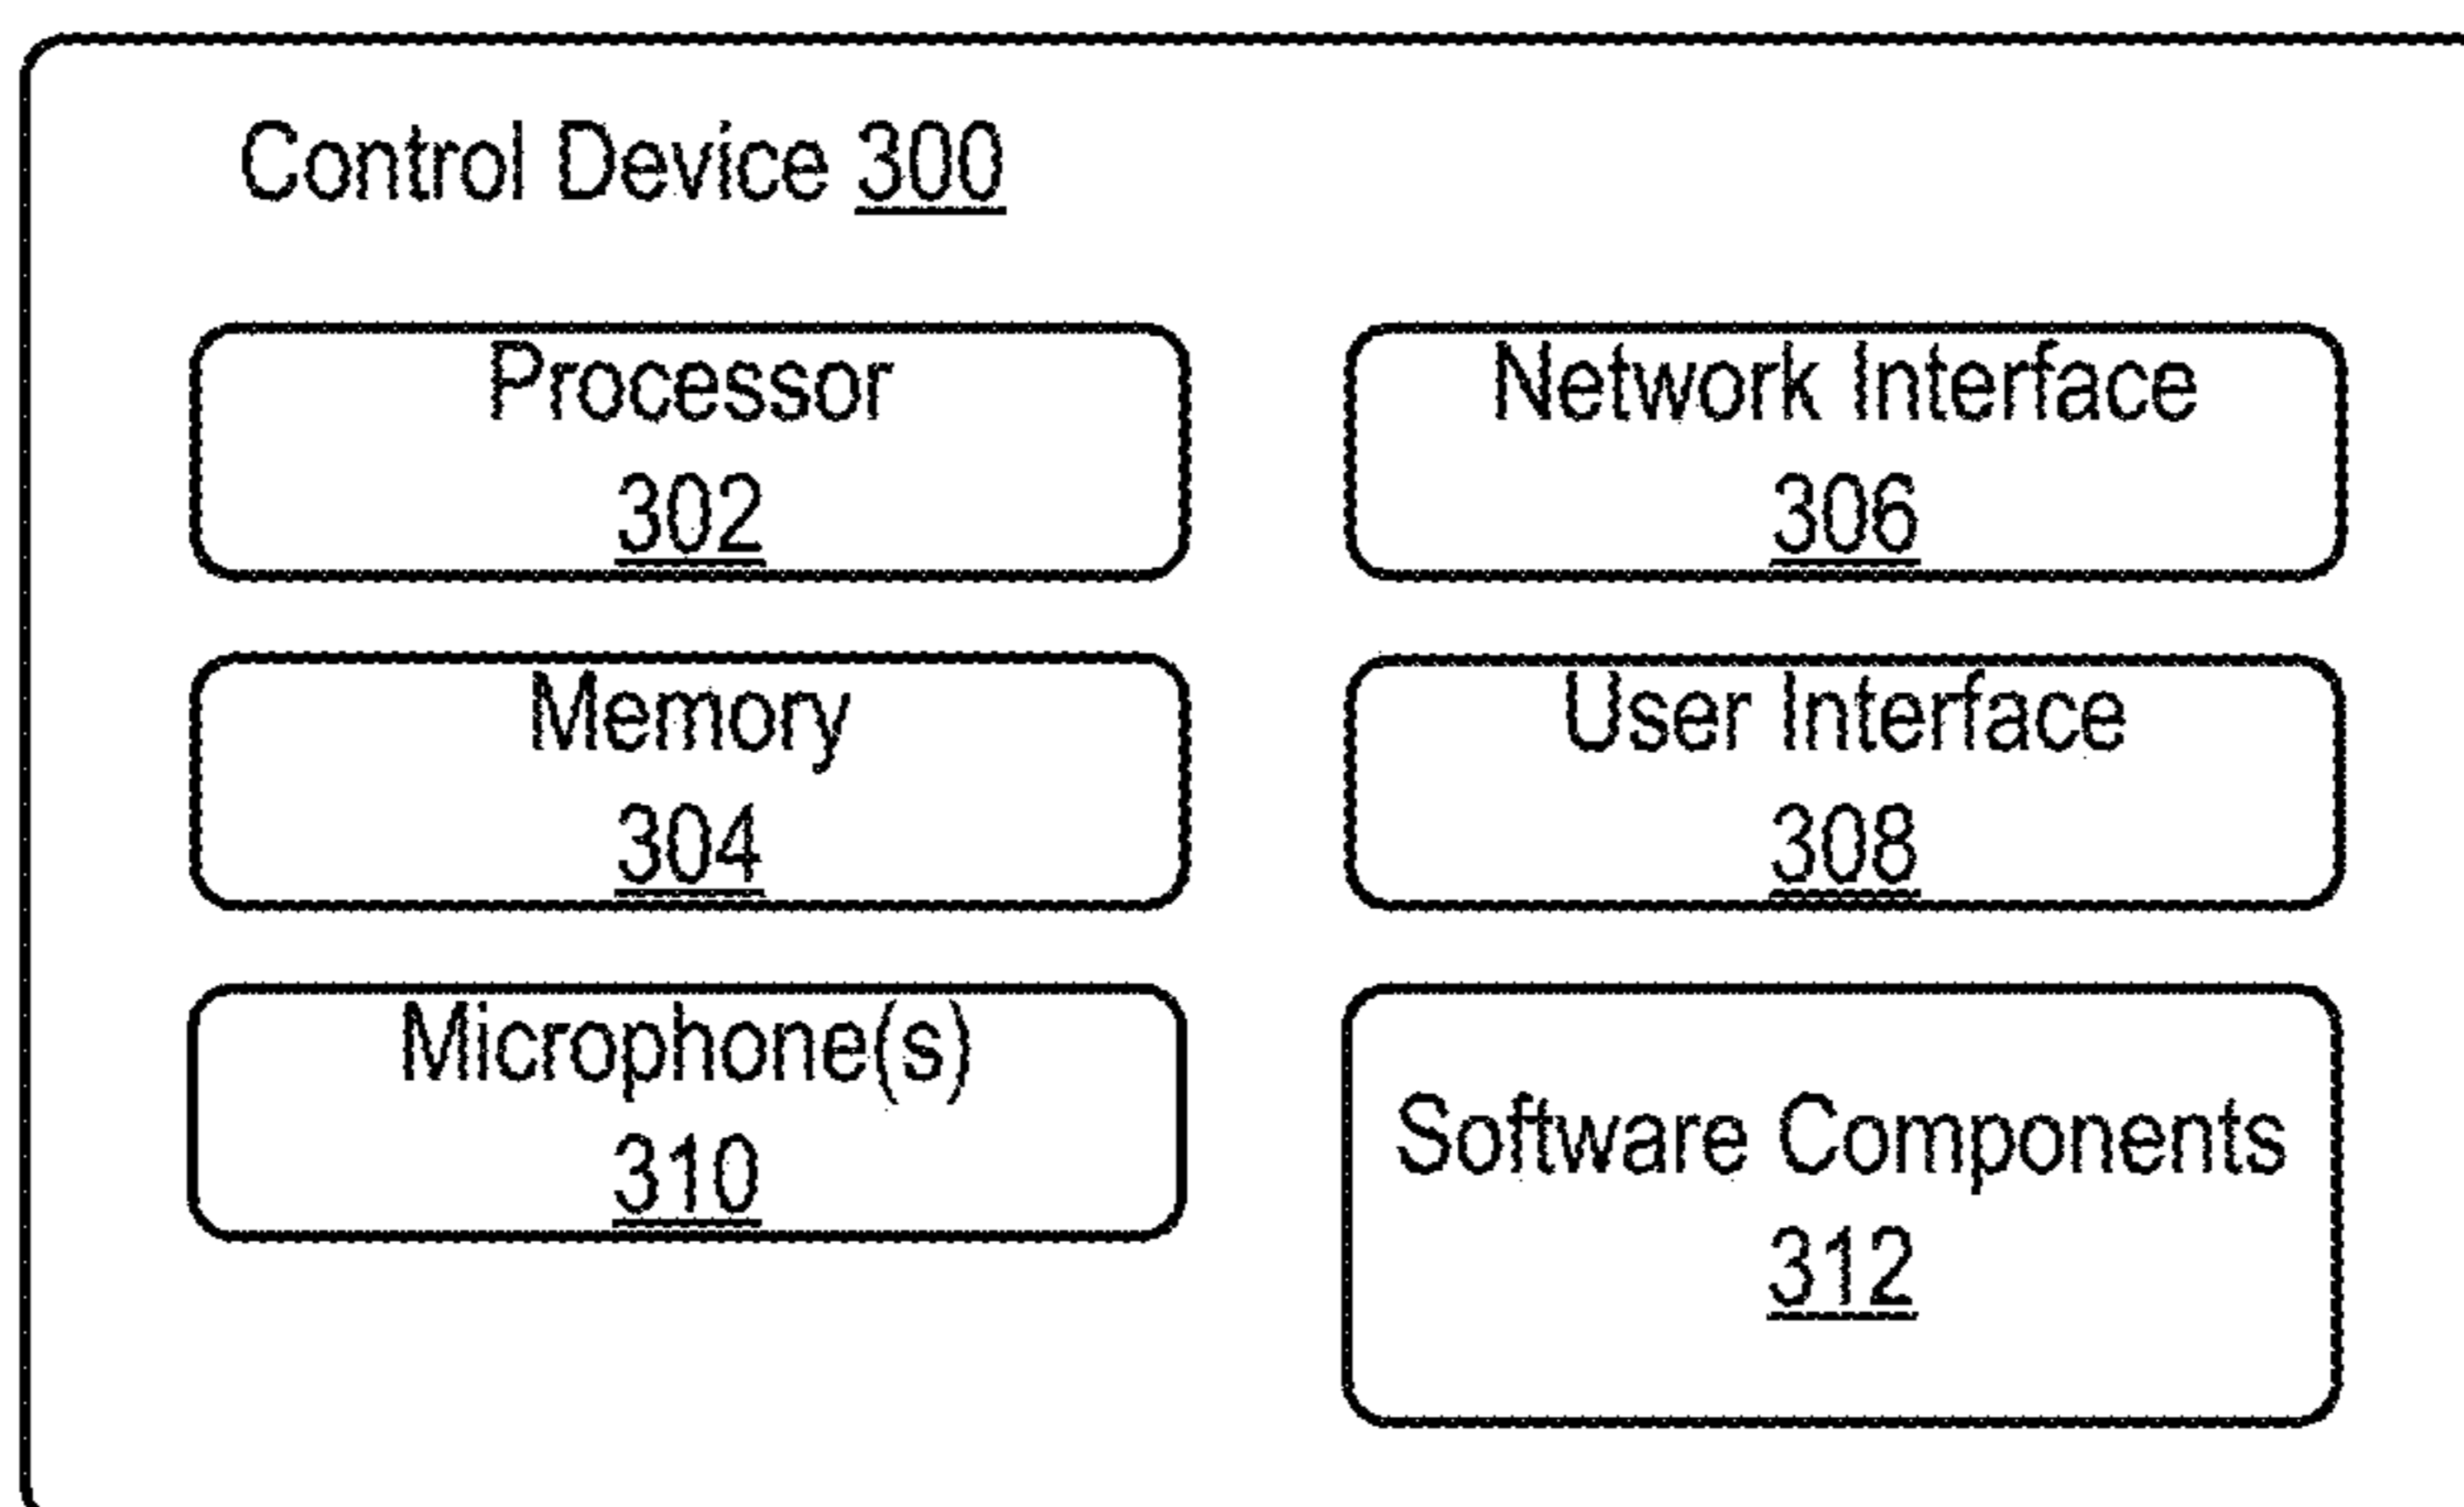 Control Device 300
Processor
302
Network Interface
306
Memory
304
User Interface
308
Microphone(s)
310
Software Components
312